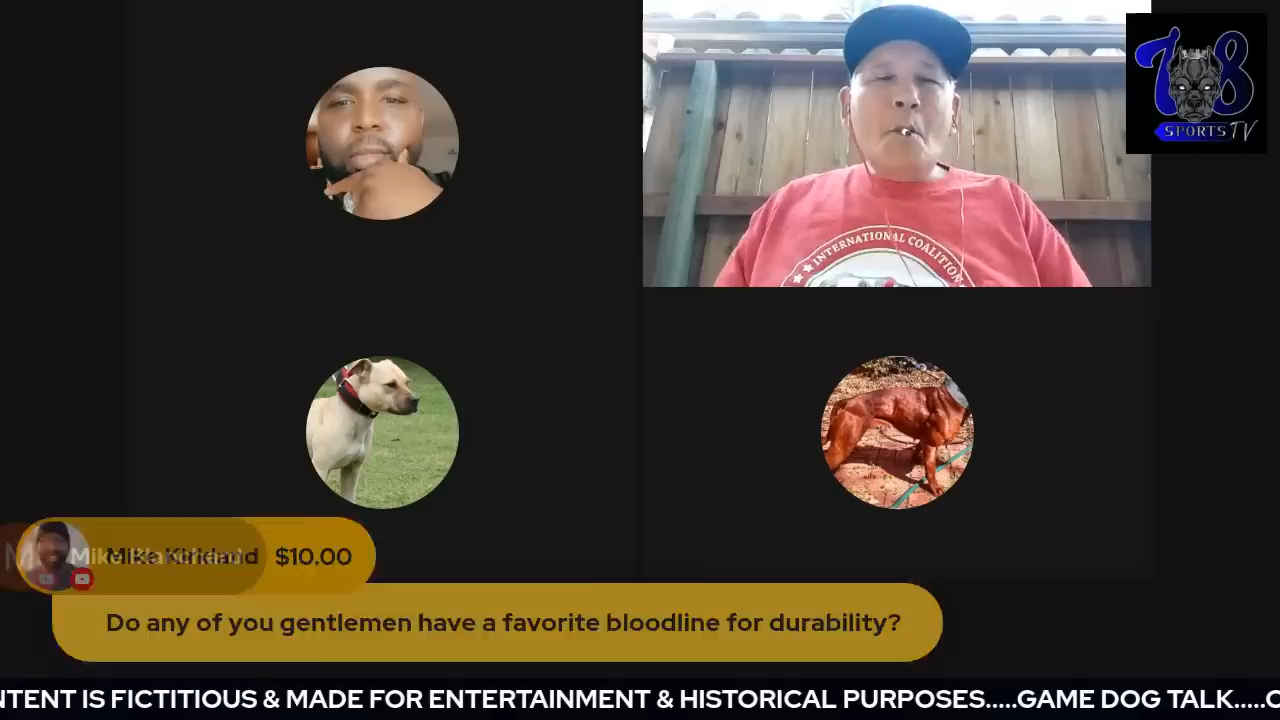 78
SPORTS TV
INTERNATIONAL COALITION
$10.00
Do any of you gentlemen have a favorite bloodline for durability?
NTENT IS FICTITIOUS & MADE FOR ENTERTAINMENT & HISTORICAL PURPOSES.....GAME DOG TALK.....C